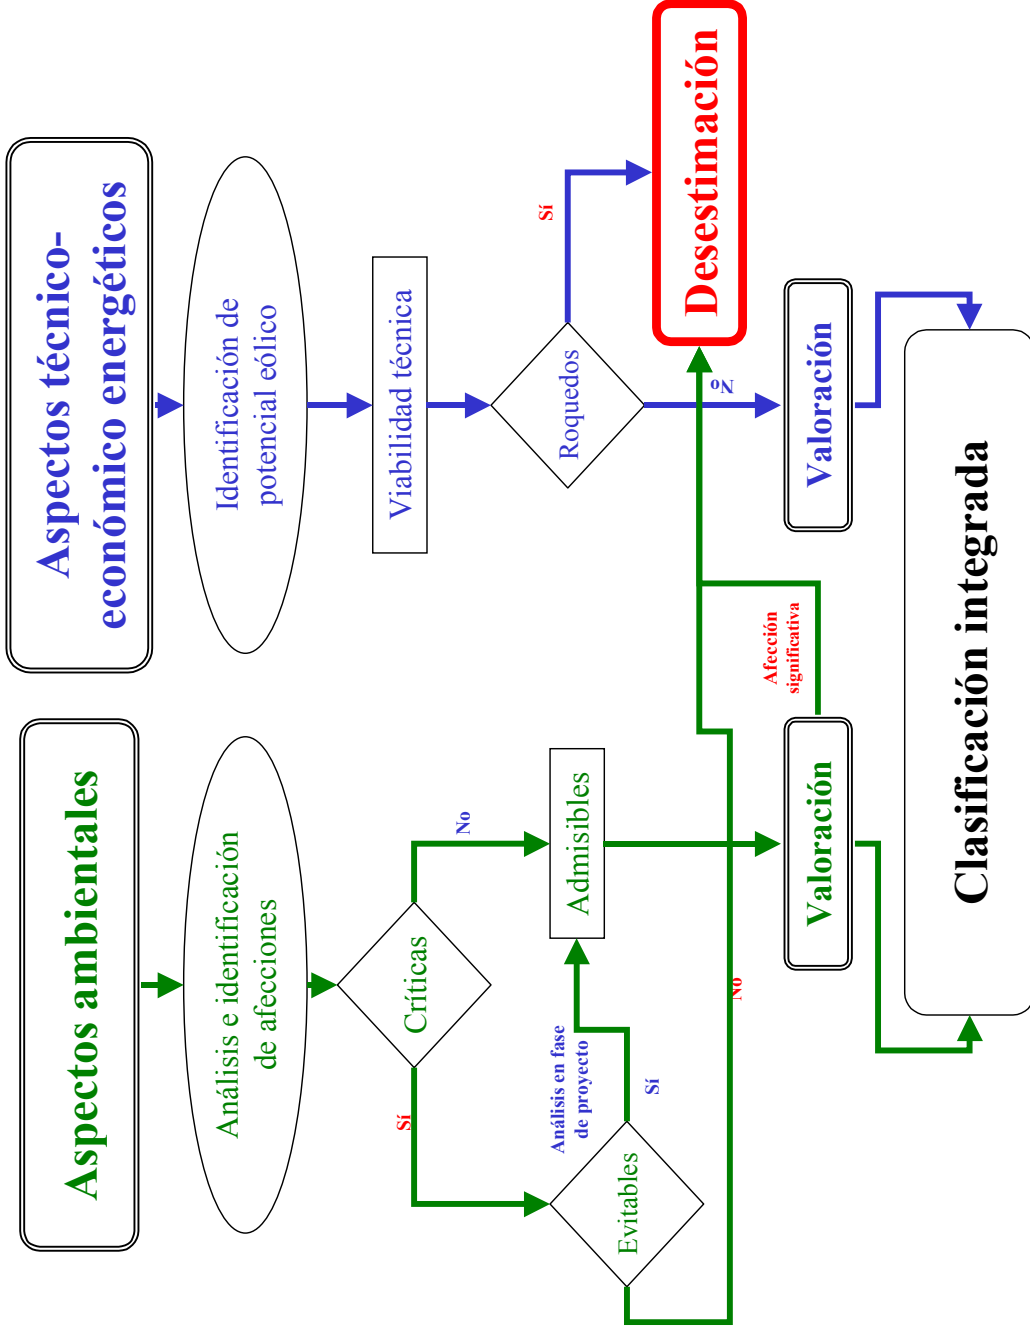 Aspectos ambientales
Análisis e identificación
de afecciones
Críticas
Sí
No
Evitables
Análisis en fase
de proyecto
Sí
No
Admisibles
Valoración
Afección
significativa
Aspectos técnico-
económico energéticos
Identificación de
potencial eólico
Viabilidad técnica
Roquedos
Sí
No
Desestimación
Valoración
Clasificación integrada